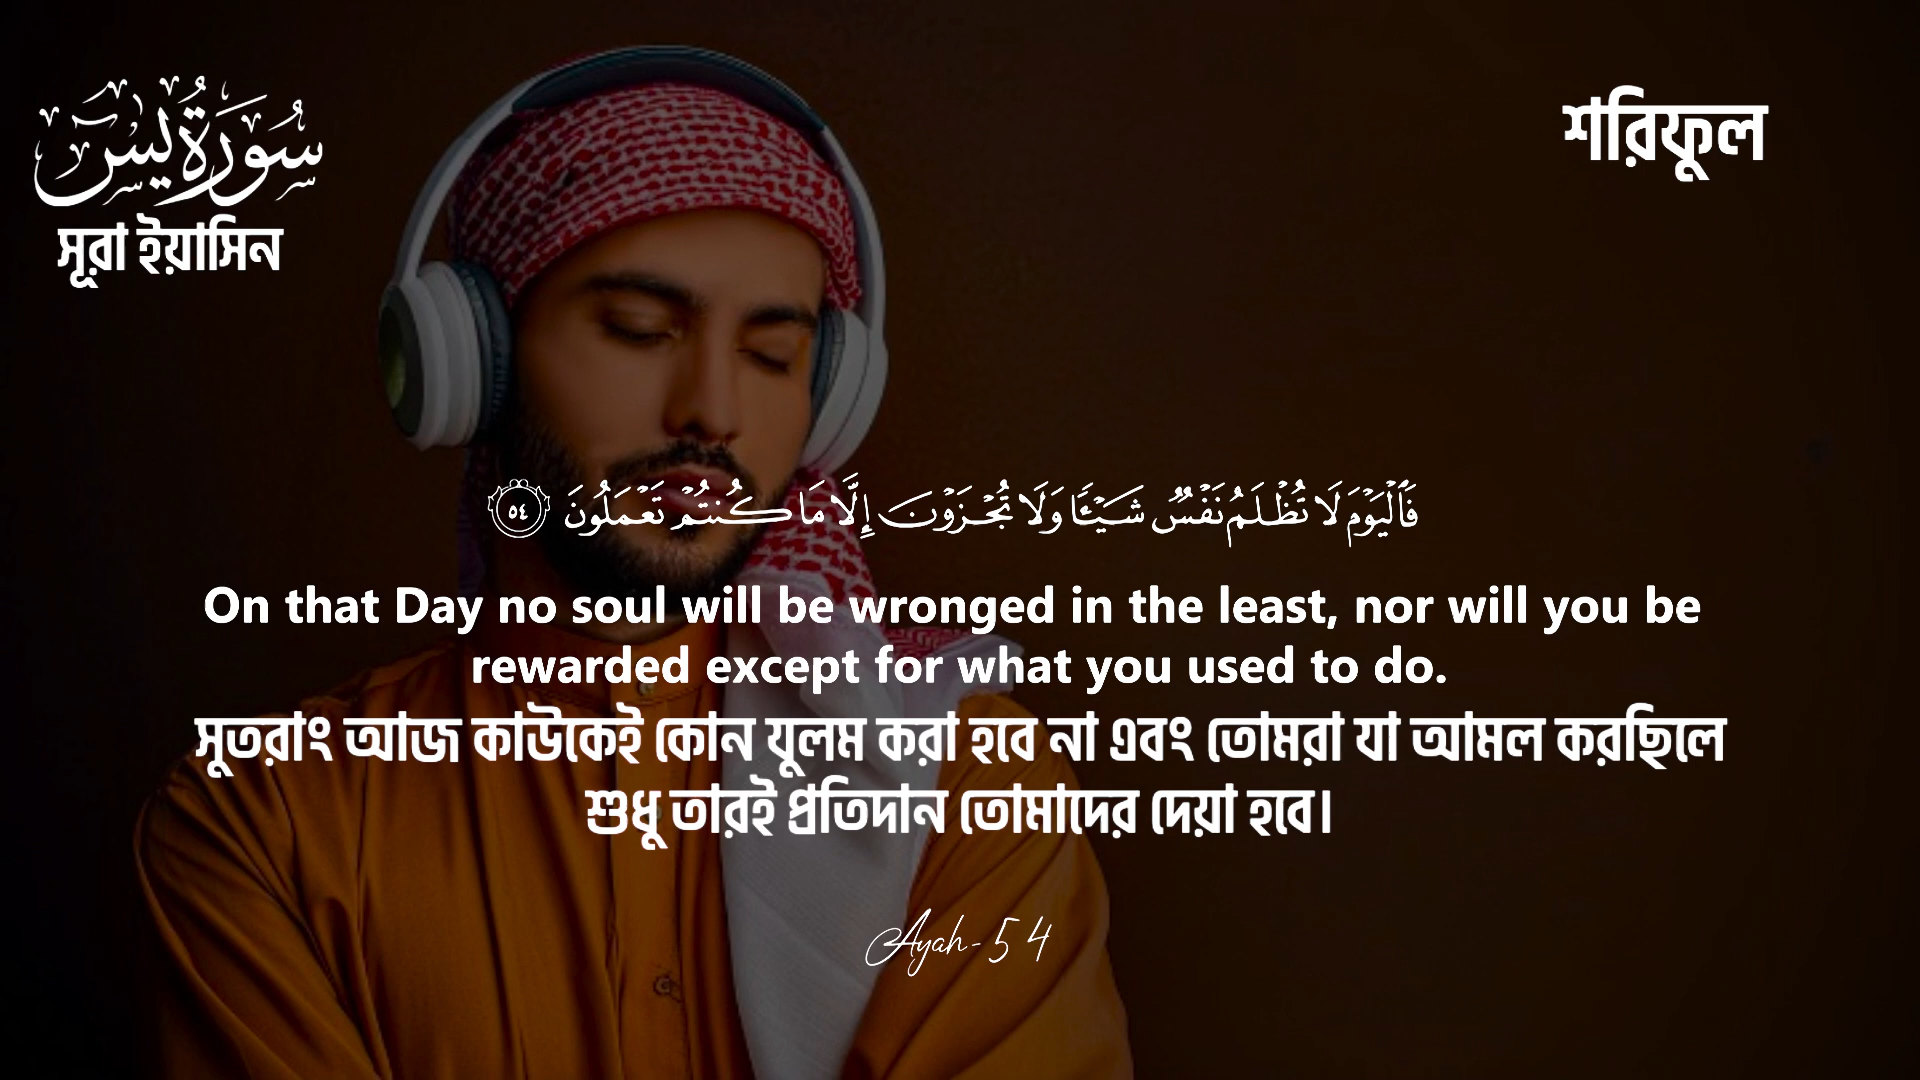 سُورَةُ يس
সূরা ইয়াসিন
শরিফুল
فَٱلْيَوْمَ لَا تُظْلَمُ نَفْسٌ شَيْـًٔا وَلَا تُجْزَوْنَ إِلَّا مَا كُنتُمْ تَعْمَلُونَ ٥٤
On that Day no soul will be wronged in the least, nor will you be
rewarded except for what you used to do.
সুতরাং আজ কাউকেই কোন যুলম করা হবে না এবং তোমরা যা আমল করছিলে
শুধু তারই প্রতিদান তোমাদের দেয়া হবে।
Ayah-54